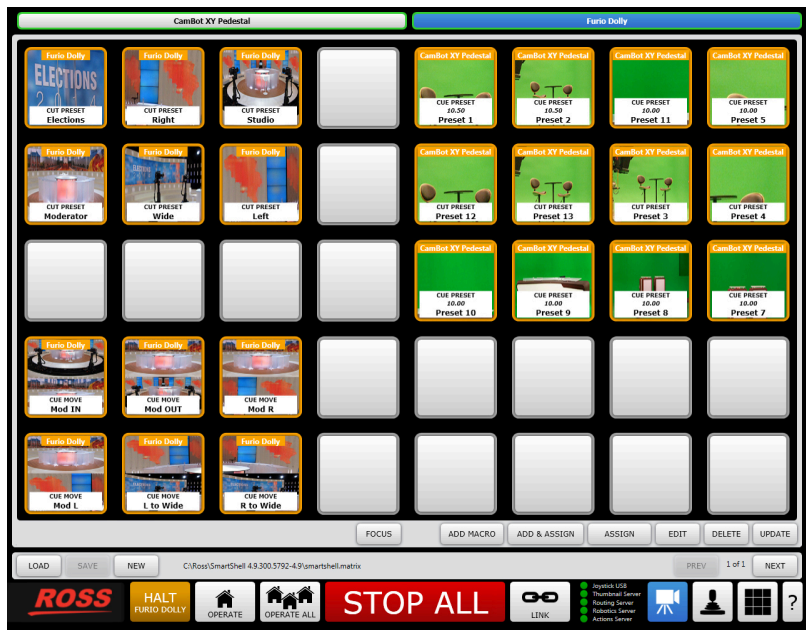 CamBot XY Pedestal
Furio Dolly
Furio Dolly
ELECTIONS
CUT PRESET
Elections
Furio Dolly
CUT PRESET
Right
Furio Dolly
CUT PRESET
Studio
CamBot XY Pedestal
CUE PRESET
10.50
Preset 1
CamBot XY Pedestal
CUE PRESET
10.50
Preset 2
CamBot XY Pedestal
CUE PRESET
10.00
Preset 11
CamBot XY Pedestal
CUE PRESET
10.00
Preset 5
Furio Dolly
CUT PRESET
Moderator
Furio Dolly
CUT PRESET
Wide
Furio Dolly
CUT PRESET
Left
CamBot XY Pedestal
CUE PRESET
Preset 12
CamBot XY Pedestal
CUE PRESET
Preset 13
CamBot XY Pedestal
CUE PRESET
Preset 3
CamBot XY Pedestal
CUE PRESET
Preset 4
CamBot XY Pedestal
CUE PRESET
10.00
Preset 10
CamBot XY Pedestal
CUE PRESET
10.00
Preset 9
CamBot XY Pedestal
CUE PRESET
10.00
Preset 8
CamBot XY Pedestal
CUE PRESET
10.00
Preset 7
Furio Dolly
CUE MOVE
Mod IN
Furio Dolly
CUE MOVE
Mod OUT
Furio Dolly
CUE MOVE
Mod R
Furio Dolly
CUE MOVE
Mod L
Furio Dolly
CUE MOVE
L to Wide
Furio Dolly
CUE MOVE
R to Wide
FOCUS
ADD MACRO
ADD & ASSIGN
ASSIGN
EDIT
DELETE
UPDATE
LOAD
SAVE
NEW
C:\Ross\SmartShell 4.9.300.5792-4.9\smartshell.matrix
PREV
1 of 1
NEXT
ROSS
HALT
FURIO DOLLY
OPERATE
OPERATE ALL
STOP ALL
LINK
Joystick USB
Thumbnail Server
Routing Server
Robotics Server
Actions Server
?